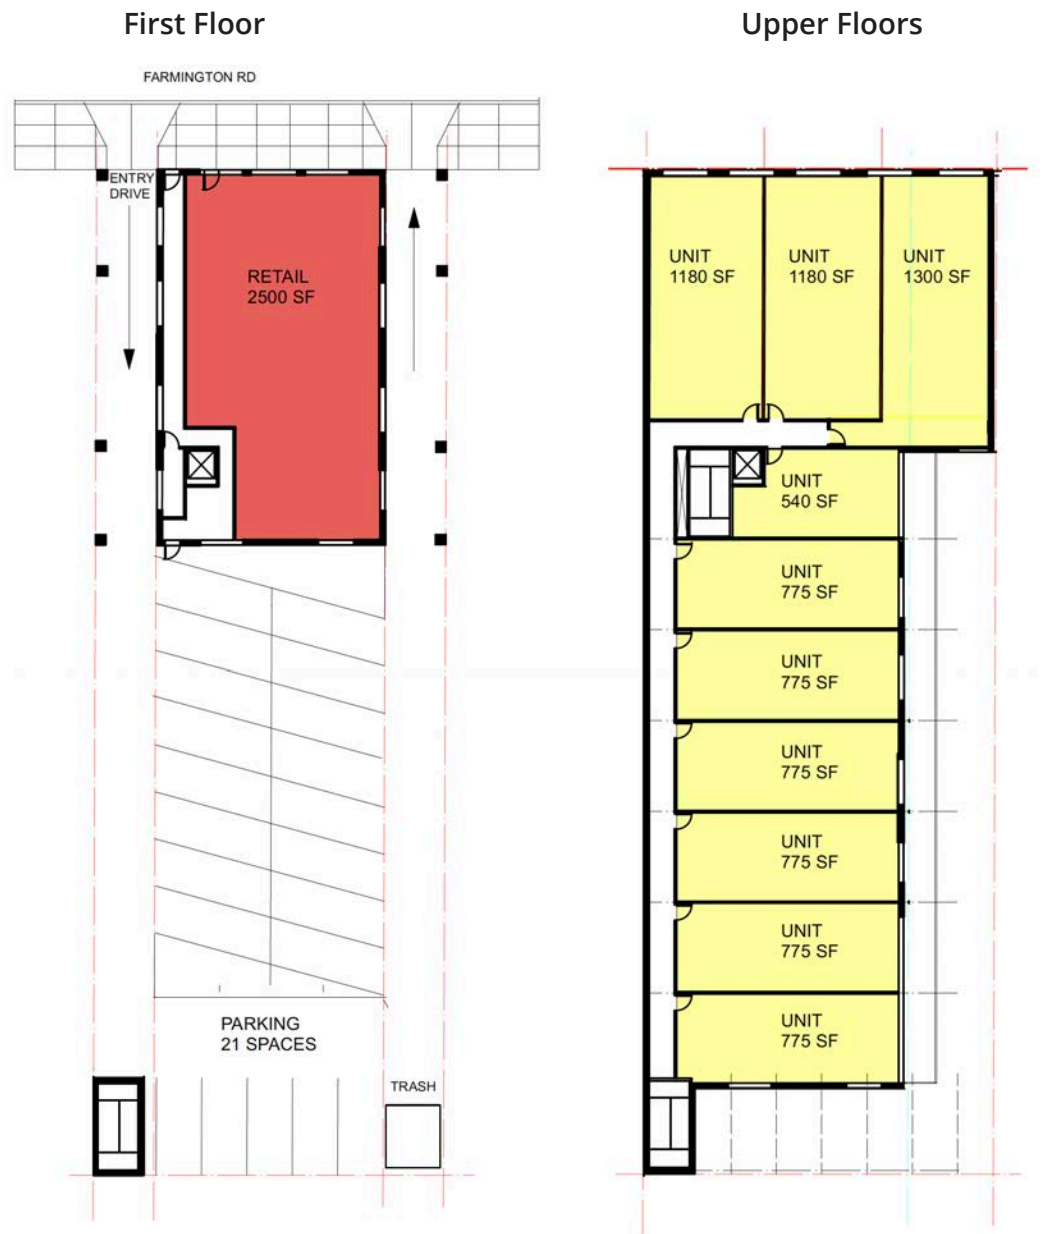 First Floor
Upper Floors
FARMINGTON RD
ENTRY
DRIVE
RETAIL
2500 SF
PARKING
21 SPACES
TRASH
UNIT
1180 SF
UNIT
1180 SF
UNIT
1300 SF
UNIT
540 SF
UNIT
775 SF
UNIT
775 SF
UNIT
775 SF
UNIT
775 SF
UNIT
775 SF
UNIT
775 SF